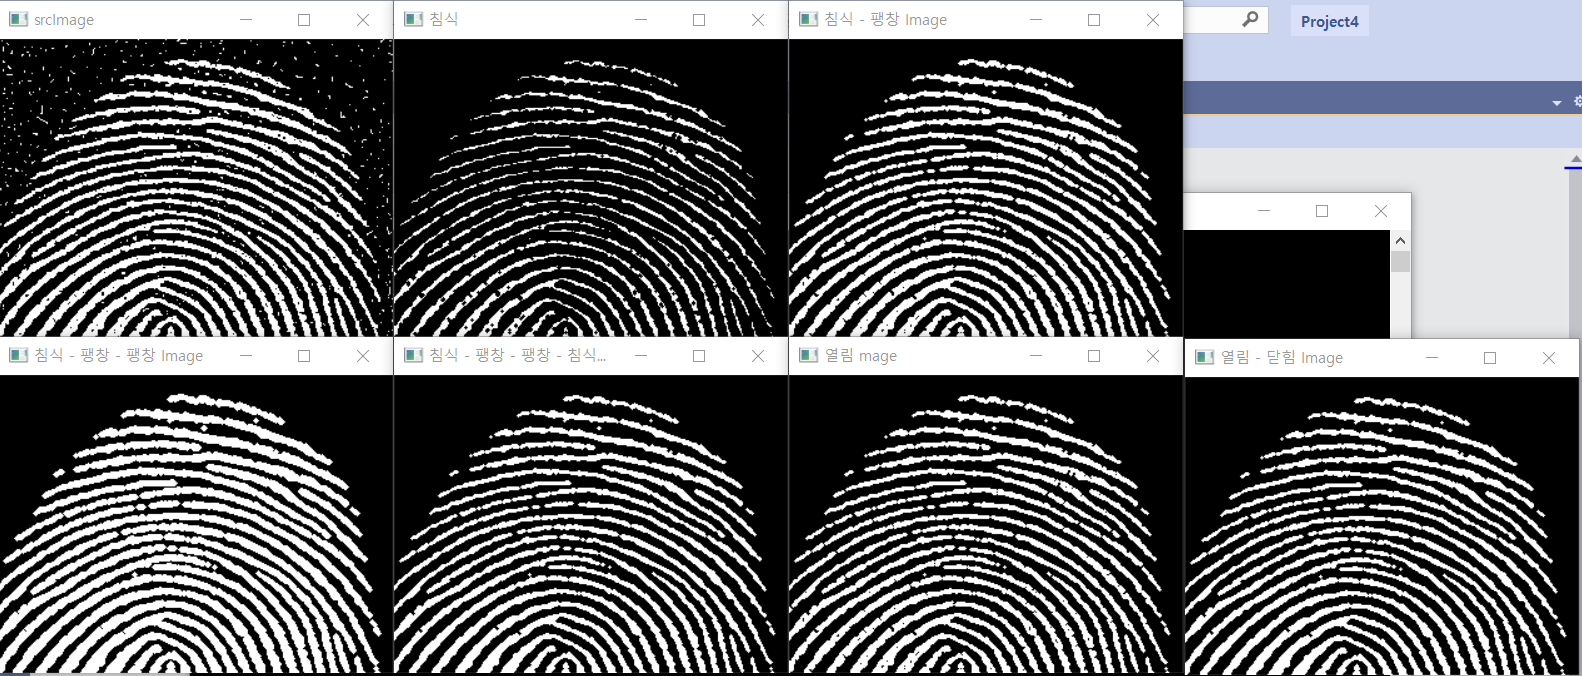 srcImage
침식
침식 - 팽창 Image
Project4
침식 - 팽창 - 팽창 Image
침식 - 팽창 - 팽창 - 침식...
열림 mage
열림 - 닫힘 Image